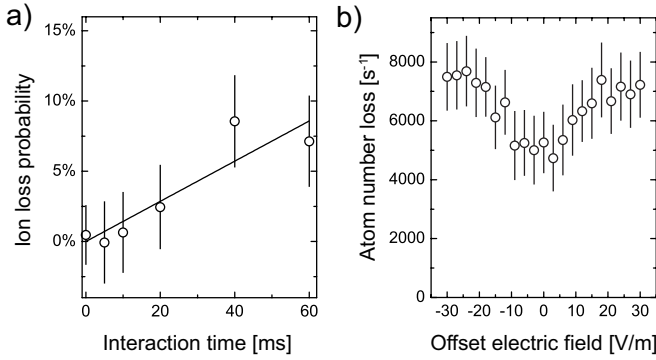 a)
15%
10%
5%
0%
Ion loss probability
0 20 40 60
Interaction time [ms]
b)
8000
6000
4000
2000
0
Atom number loss [s⁻¹]
-30 -20 -10 0 10 20 30
Offset electric field [V/m]